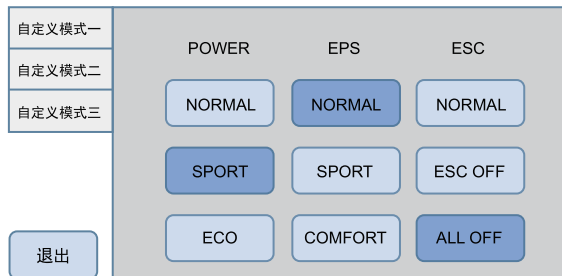 自定义模式一
自定义模式二
自定义模式三
POWER EPS ESC
NORMAL NORMAL NORMAL
SPORT SPORT ESC OFF
ECO COMFORT ALL OFF
退出